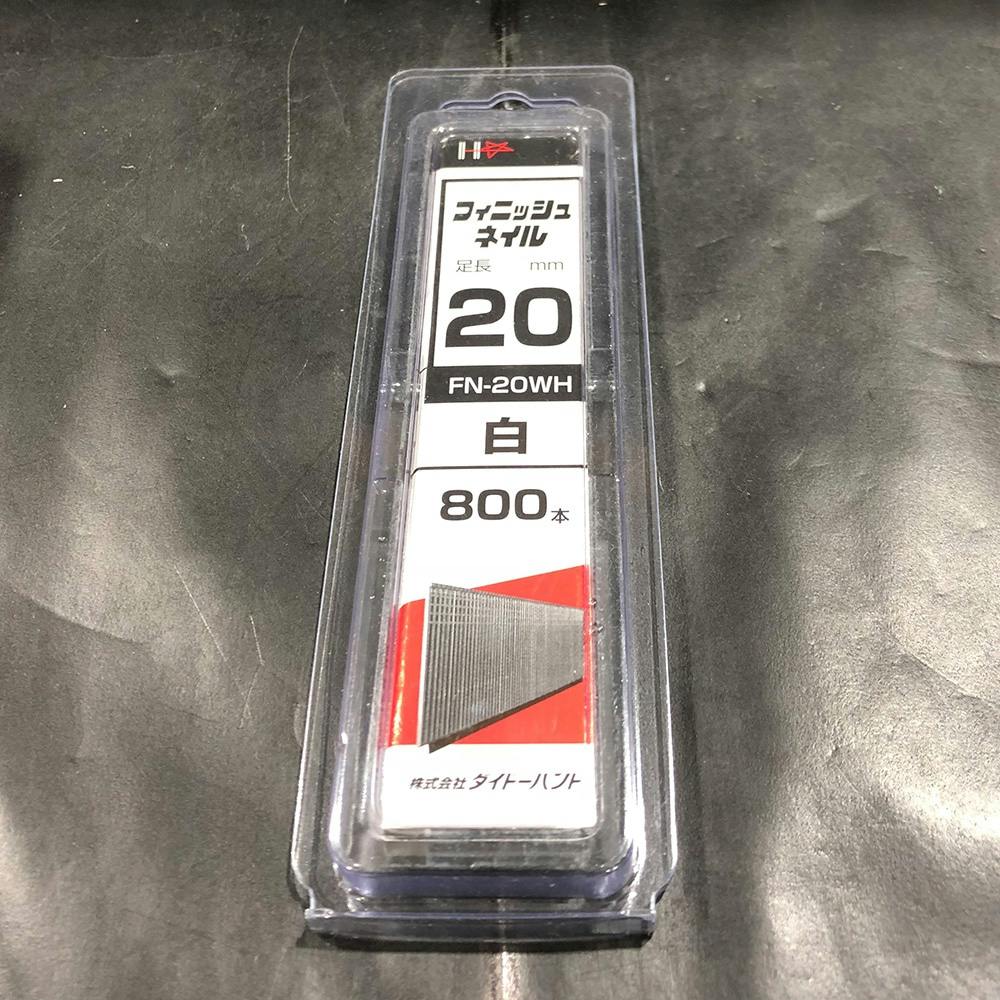 H☆
フィニッシュ
ネイル
足長 mm
20
FN-20WH
白
800本
株式会社 ダイトーハント